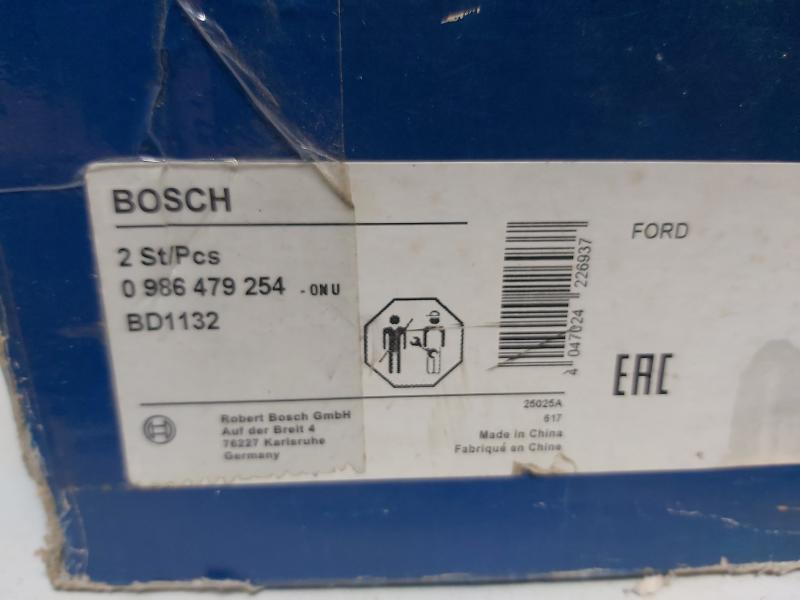 BOSCH
2 St/Pcs
0 986 479 254 - 0NU
BD1132
Robert Bosch GmbH
Auf der Breit 4
76227 Karlsruhe
Germany
4 047024 226937
25025A
617
Made in China
Fabriqué en Chine
FORD
EAC